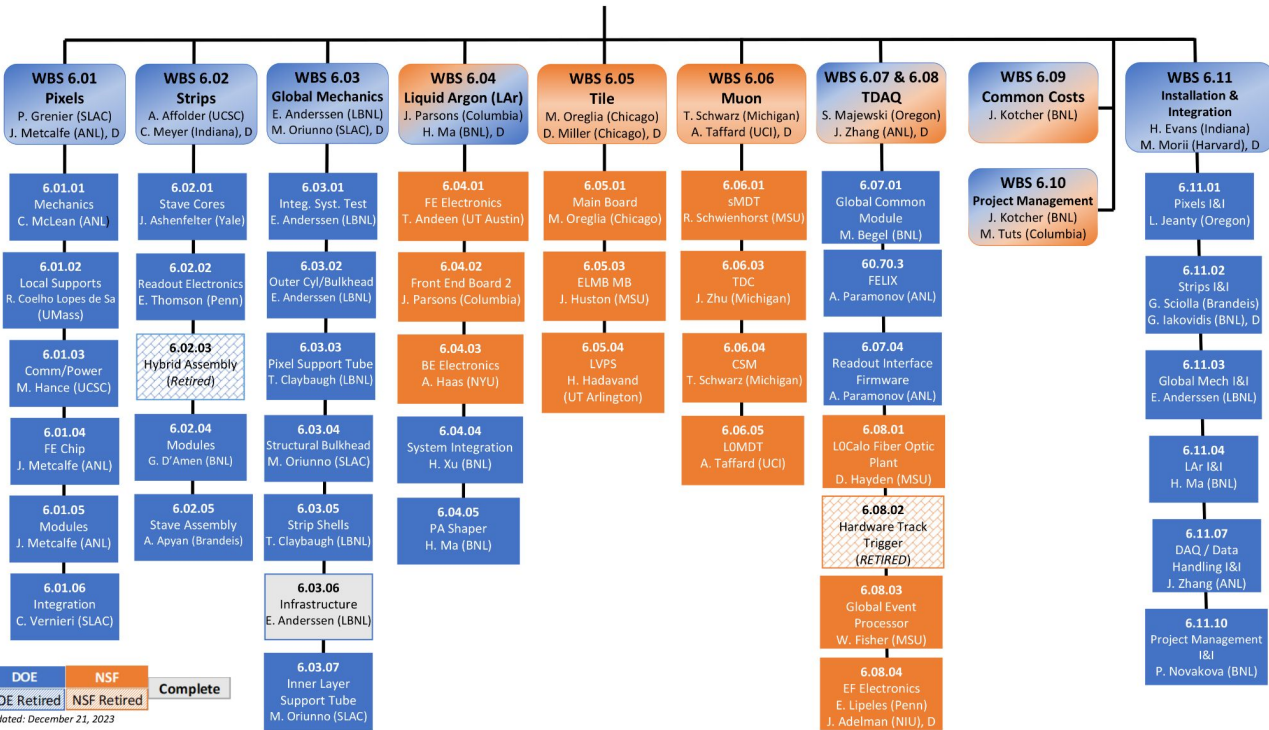 WBS 6.01
Pixels
P. Grenier (SLAC)
J. Metcalfe (ANL), D
6.01.01
Mechanics
C. McLean (ANL)
6.01.02
Local Supports
R. Coelho Lopes de Sa
(UMass)
6.01.03
Comm/Power
M. Hance (UCSC)
6.01.04
FE Chip
J. Metcalfe (ANL)
6.01.05
Modules
J. Metcalfe (ANL)
6.01.06
Integration
C. Vernieri (SLAC)
WBS 6.02
Strips
A. Affolder (UCSC)
C. Meyer (Indiana), D
6.02.01
Stave Cores
J. Ashenfelter (Yale)
6.02.02
Readout Electronics
E. Thomson (Penn)
6.02.03
Hybrid Assembly
(Retired)
6.02.04
Modules
G. D'Amen (BNL)
6.02.05
Stave Assembly
A. Apyan (Brandeis)
WBS 6.03
Global Mechanics
E. Anderssen (LBNL)
M. Oriunno (SLAC), D
6.03.01
Integ. Syst. Test
E. Anderssen (LBNL)
6.03.02
Outer Cyl/Bulkhead
E. Anderssen (LBNL)
6.03.03
Pixel Support Tube
T. Claybaugh (LBNL)
6.03.04
Structural Bulkhead
M. Oriunno (SLAC)
6.03.05
Strip Shells
T. Claybaugh (LBNL)
6.03.06
Infrastructure
E. Anderssen (LBNL)
6.03.07
Inner Layer
Support Tube
M. Oriunno (SLAC)
WBS 6.04
Liquid Argon (LAr)
J. Parsons (Columbia)
H. Ma (BNL), D
6.04.01
FE Electronics
T. Andeen (UT Austin)
6.04.02
Front End Board 2
J. Parsons (Columbia)
6.04.03
BE Electronics
A. Haas (NYU)
6.04.04
System Integration
H. Xu (BNL)
6.04.05
PA Shaper
H. Ma (BNL)
WBS 6.05
Tile
M. Oreglia (Chicago)
D. Miller (Chicago), D
6.05.01
Main Board
M. Oreglia (Chicago)
6.05.03
ELMB MB
J. Huston (MSU)
6.05.04
LVPS
H. Hadavand
(UT Arlington)
WBS 6.06
Muon
T. Schwarz (Michigan)
A. Taffard (UCI), D
6.06.01
sMDT
R. Schwienhorst (MSU)
6.06.03
TDC
J. Zhu (Michigan)
6.06.04
CSM
T. Schwarz (Michigan)
6.06.05
L0MDT
A. Taffard (UCI)
WBS 6.07 & 6.08
TDAQ
S. Majewski (Oregon)
J. Zhang (ANL), D
6.07.01
Global Common
Module
M. Begel (BNL)
60.70.3
FELIX
A. Paramonov (ANL)
6.07.04
Readout Interface
Firmware
A. Paramonov (ANL)
6.08.01
L0Calo Fiber Optic
Plant
D. Hayden (MSU)
6.08.02
Hardware Track
Trigger
(RETIRED)
6.08.03
Global Event
Processor
W. Fisher (MSU)
6.08.04
EF Electronics
E. Lipeles (Penn)
J. Adelman (NIU), D
WBS 6.09
Common Costs
J. Kotcher (BNL)
WBS 6.10
Project Management
J. Kotcher (BNL)
M. Tuts (Columbia)
WBS 6.11
Installation &
Integration
H. Evans (Indiana)
M. Morii (Harvard), D
6.11.01
Pixels I&I
L. Jeanty (Oregon)
6.11.02
Strips I&I
G. Sciolla (Brandeis)
G. Iakovidis (BNL), D
6.11.03
Global Mech I&I
E. Anderssen (LBNL)
6.11.04
LAr I&I
H. Ma (BNL)
6.11.07
DAQ / Data
Handling I&I
J. Zhang (ANL)
6.11.10
Project Management
I&I
P. Novakova (BNL)
DOE NSF
OE Retired NSF Retired
Complete
dated: December 21, 2023